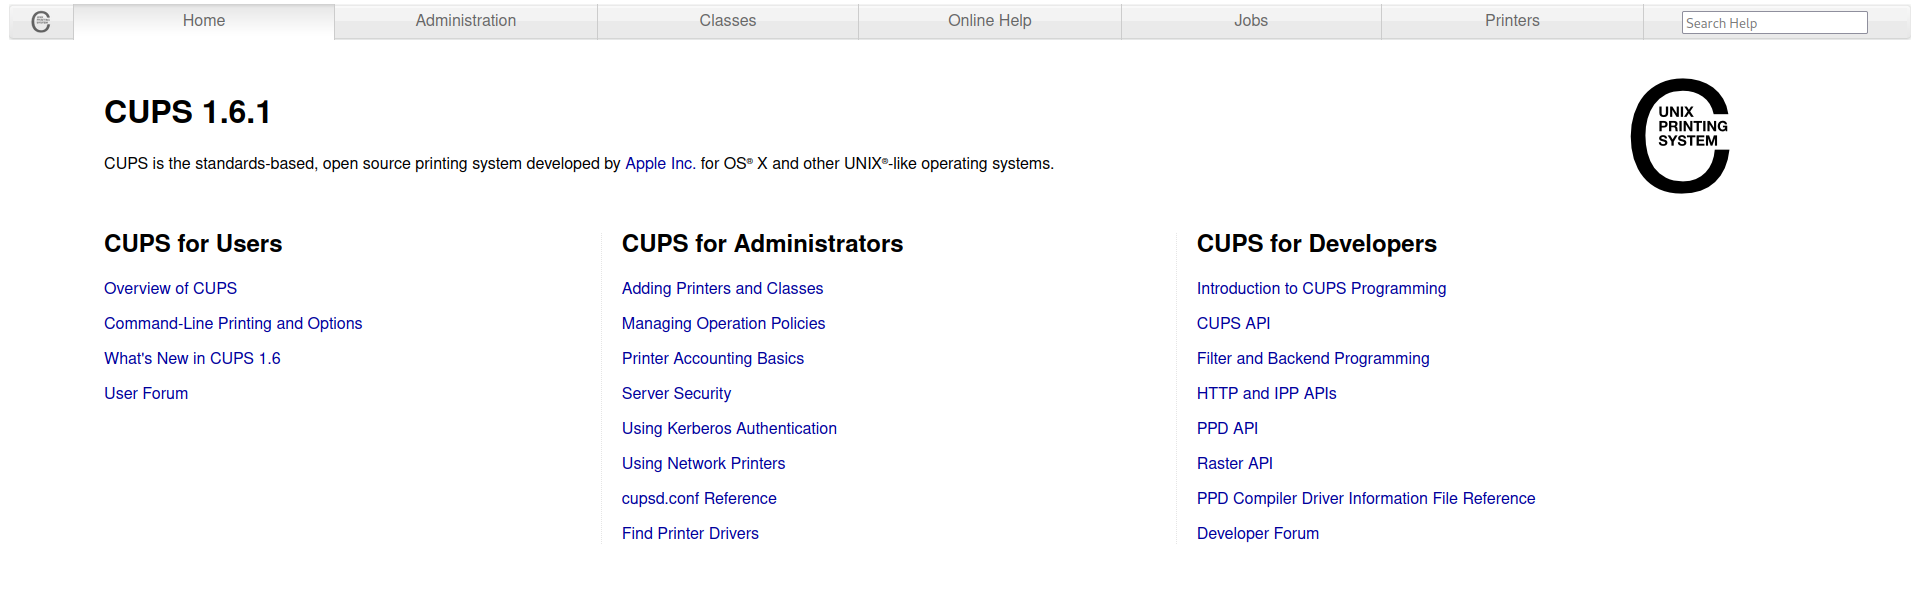 Home Administration Classes Online Help Jobs Printers Search Help
CUPS 1.6.1
UNIX
PRINTING
SYSTEM
CUPS is the standards-based, open source printing system developed by Apple Inc. for OS® X and other UNIX®-like operating systems.
CUPS for Users
Overview of CUPS
Command-Line Printing and Options
What's New in CUPS 1.6
User Forum
CUPS for Administrators
Adding Printers and Classes
Managing Operation Policies
Printer Accounting Basics
Server Security
Using Kerberos Authentication
Using Network Printers
cupsd.conf Reference
Find Printer Drivers
CUPS for Developers
Introduction to CUPS Programming
CUPS API
Filter and Backend Programming
HTTP and IPP APIs
PPD API
Raster API
PPD Compiler Driver Information File Reference
Developer Forum